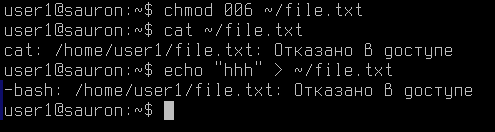 user1@sauron:~$ chmod 006 ~/file.txt
user1@sauron:~$ cat ~/file.txt
cat: /home/user1/file.txt: Отказано в доступе
user1@sauron:~$ echo "hhh" > ~/file.txt
-bash: /home/user1/file.txt: Отказано в доступе
user1@sauron:~$